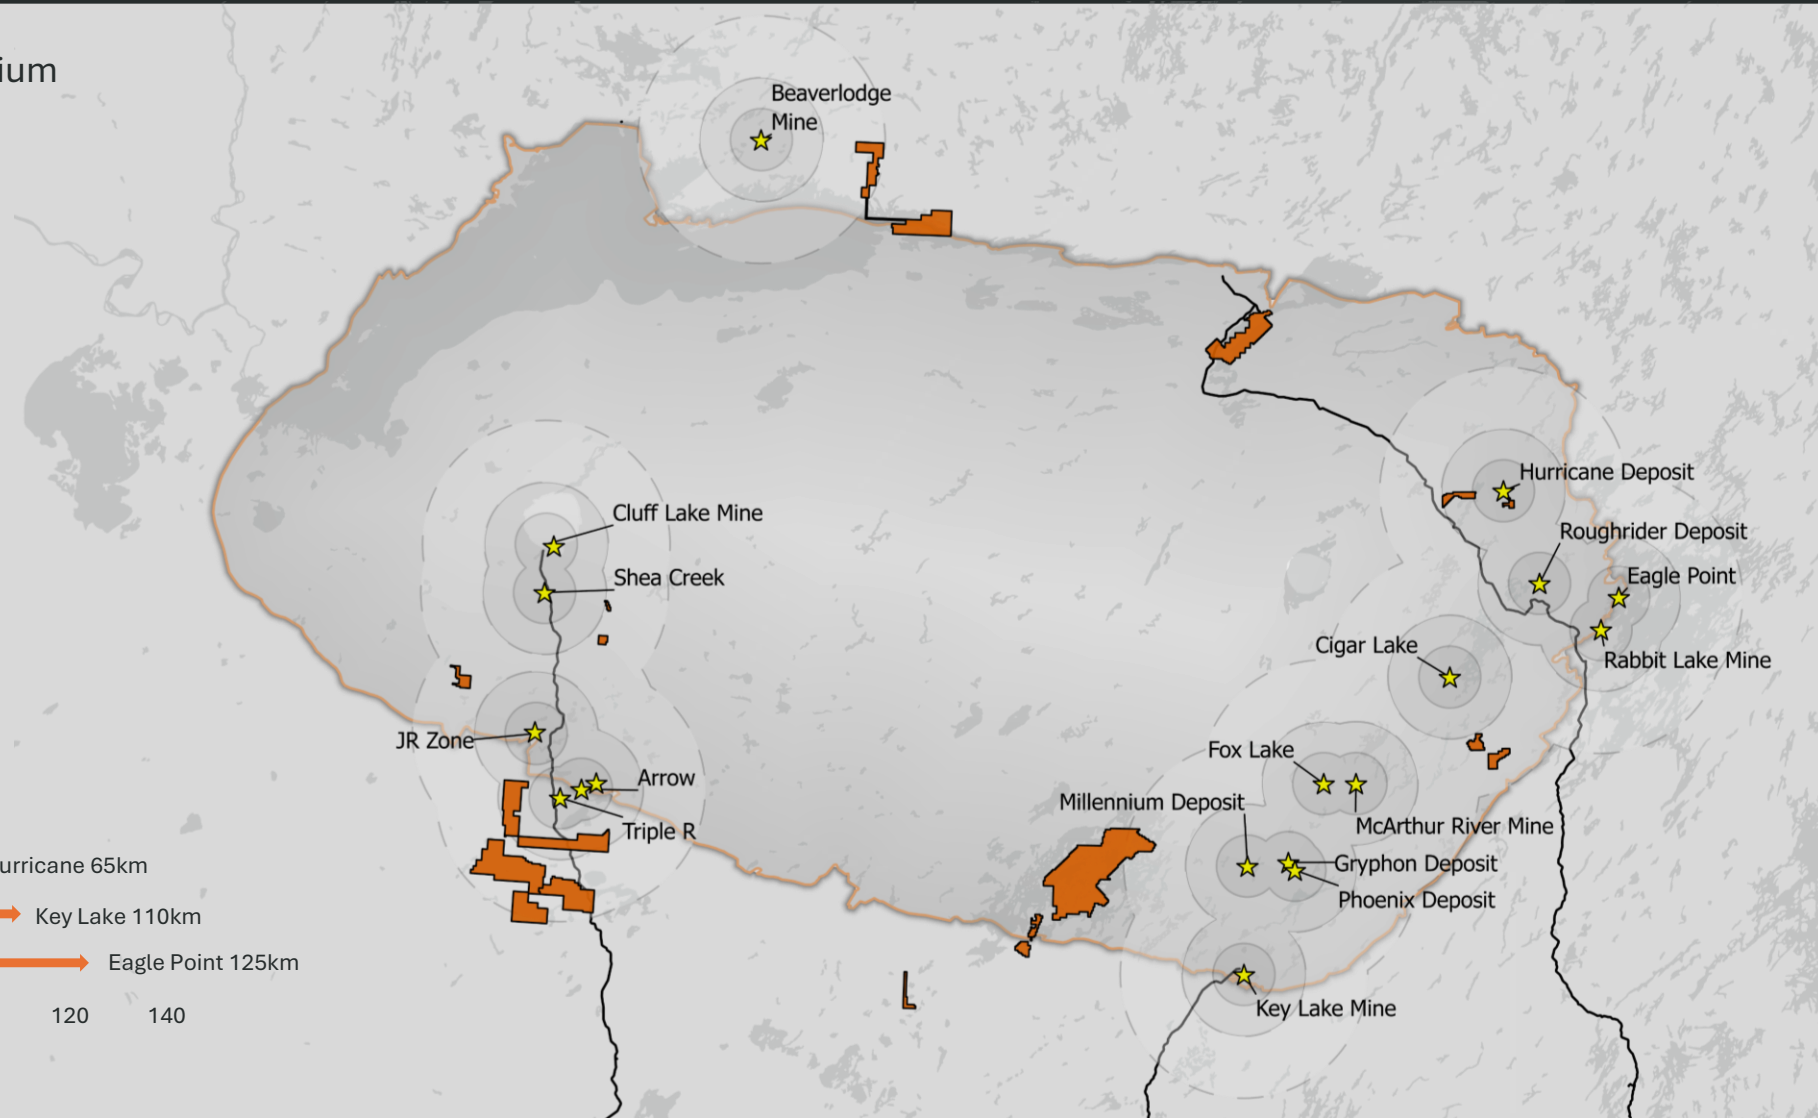 ium
Beaverlodge
Mine
Hurricane Deposit
Cluff Lake Mine
Roughrider Deposit
Shea Creek
Eagle Point
Cigar Lake
Rabbit Lake Mine
JR Zone
Fox Lake
Arrow
Millennium Deposit
Triple R
McArthur River Mine
Gryphon Deposit
urricane 65km
Phoenix Deposit
Key Lake 110km
Eagle Point 125km
Key Lake Mine
120 140